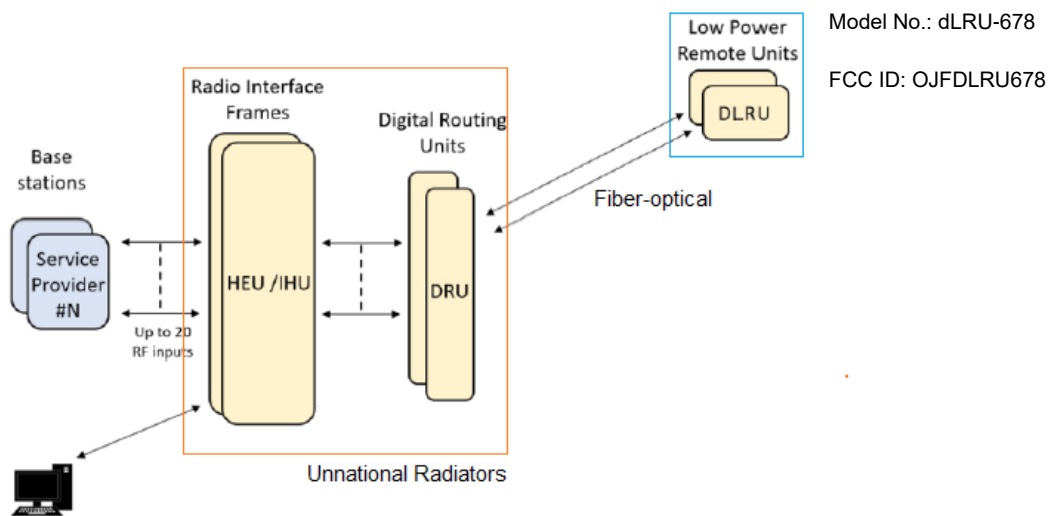 Low Power
Remote Units
Model No.: dLRU-678
FCC ID: OJFDLRU678
DLRU
Radio Interface
Frames
Digital Routing
Units
Base
stations
Fiber-optical
Service
Provider
#N
HEU /IHU
DRU
Up to 20
RF inputs
Unnational Radiators